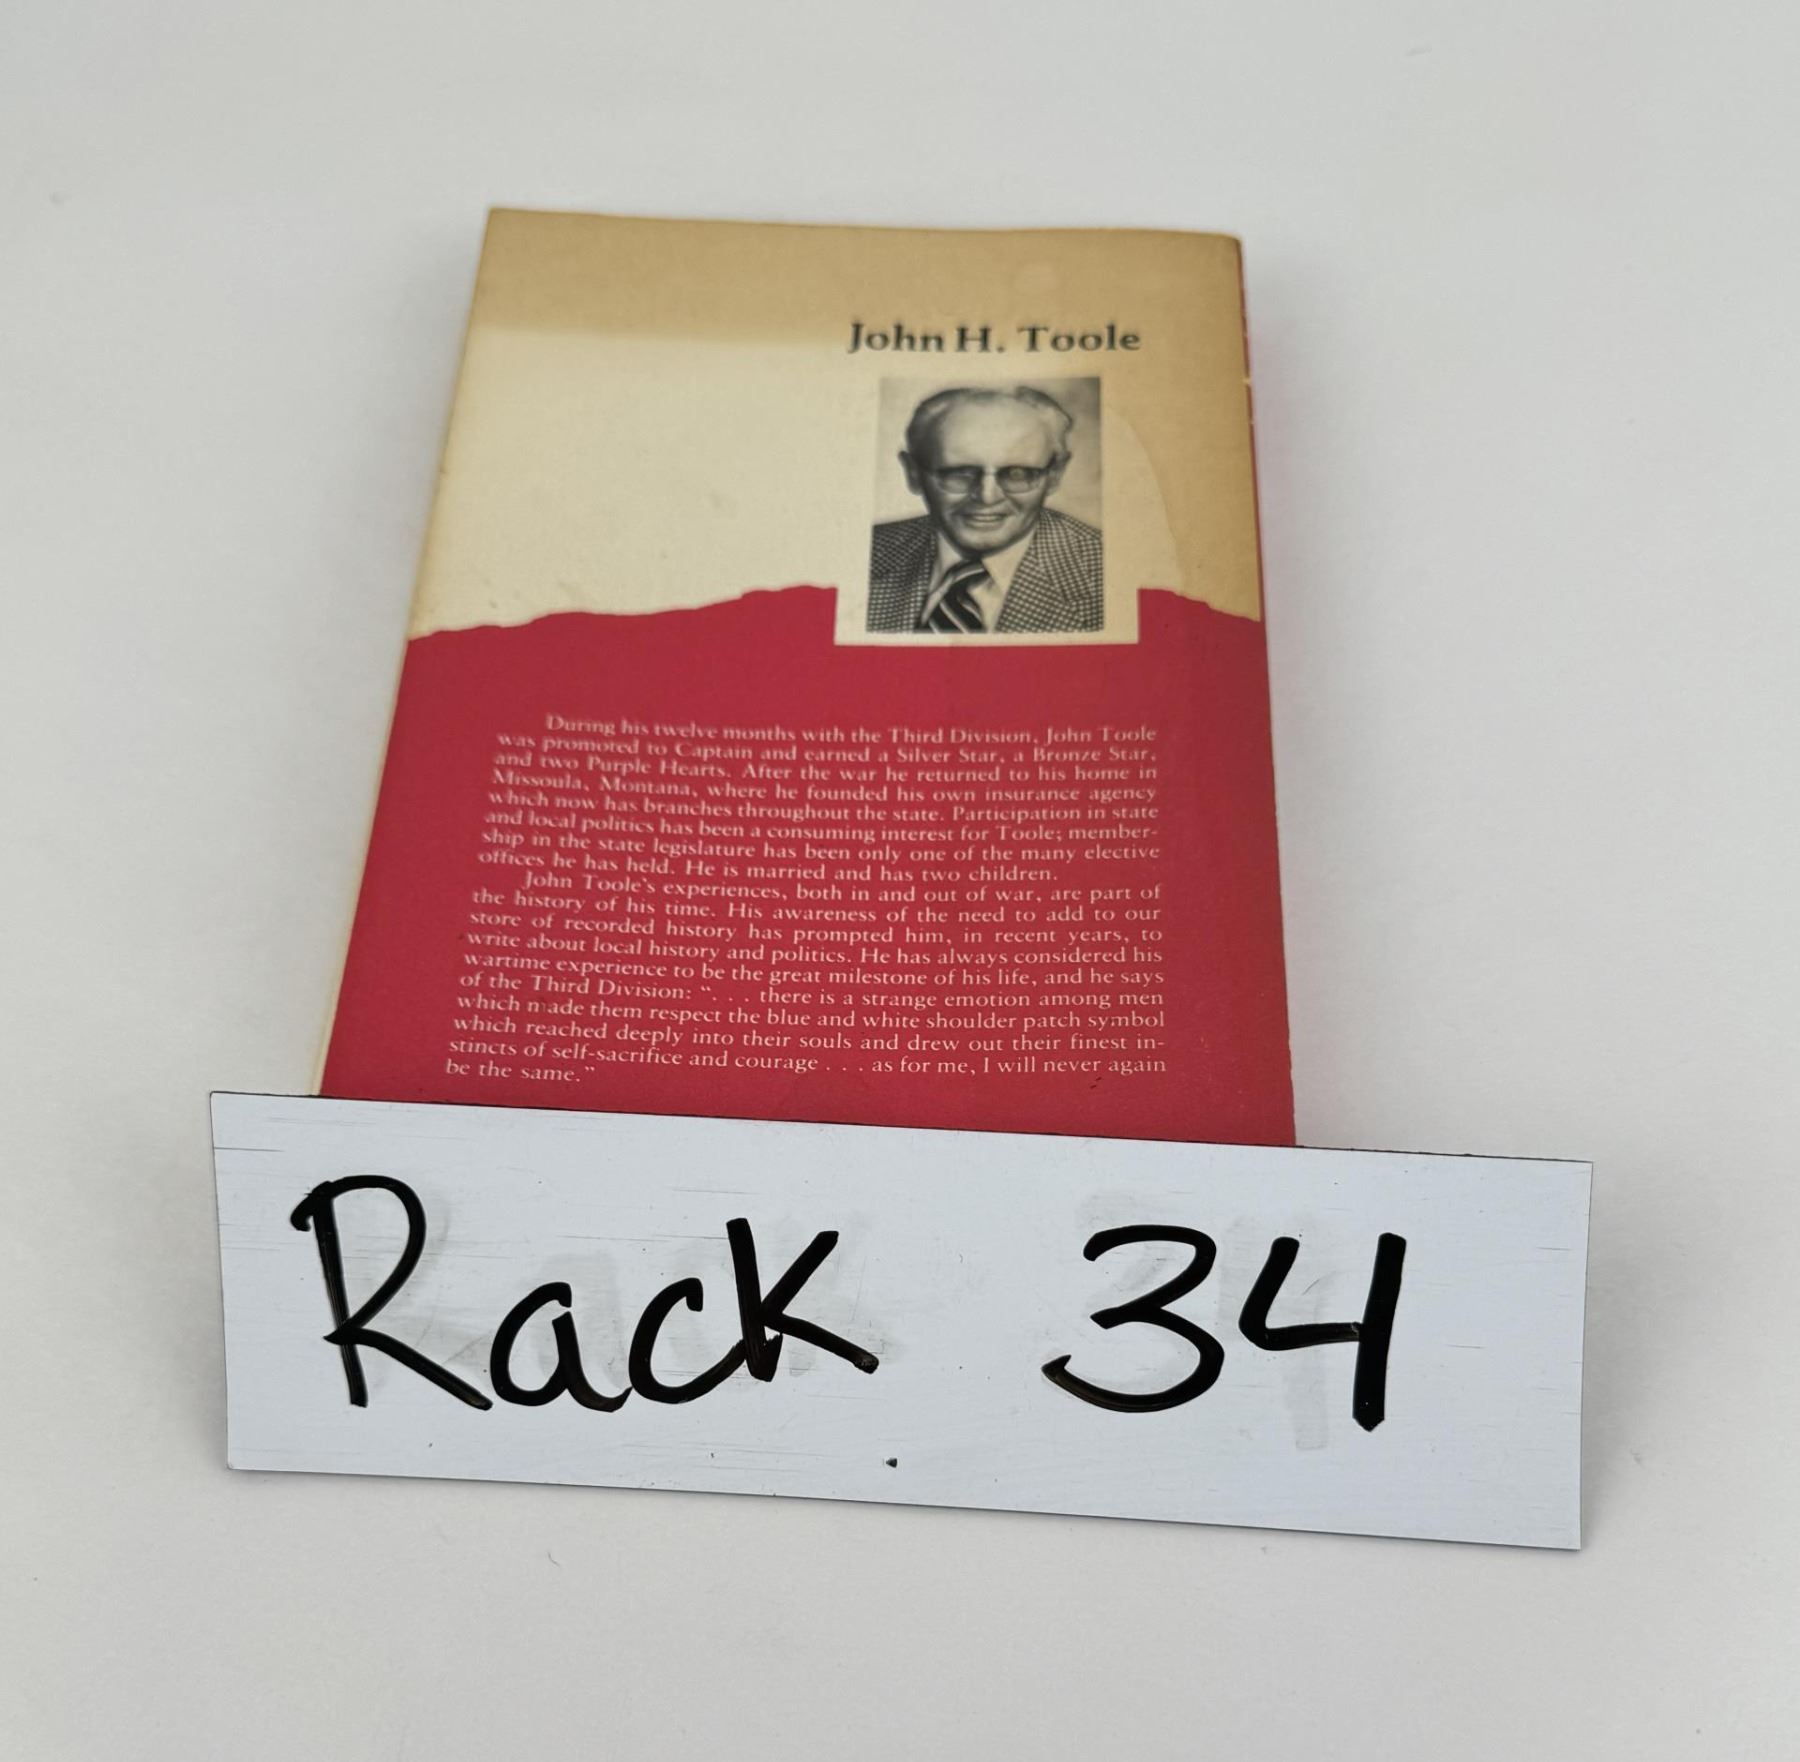 John H. Toole
During his twelve months with the Third Division, John Toole
was promoted to Captain and earned a Silver Star, a Bronze Star,
and two Purple Hearts. After the war he returned to his home in
Missoula, Montana, where he founded his own insurance agency
which now has branches throughout the state. Participation in state
and local politics has been a consuming interest for Toole; member-
ship in the state legislature has been only one of the many elective
offices he has held. He is married and has two children.
John Toole's experiences, both in and out of war, are part of
the history of his time. His awareness of the need to add to our
store of recorded history has prompted him, in recent years, to
write about local history and politics. He has always considered his
wartime experience to be the great milestone of his life, and he says
of the Third Division: ". . . there is a strange emotion among men
which made them respect the blue and white shoulder patch symbol
which reached deeply into their souls and drew out their finest in-
stincts of self-sacrifice and courage . . . as for me, I will never again
be the same."
Rack 34